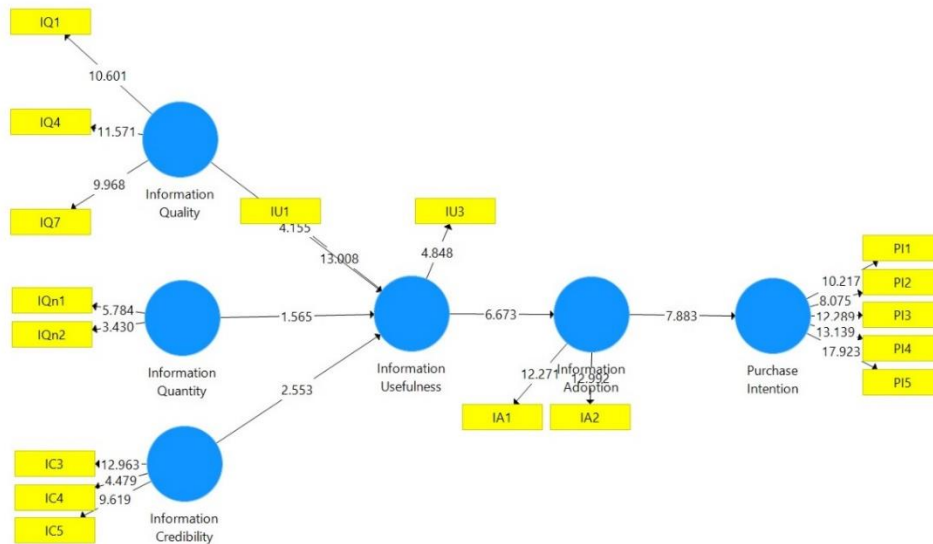 IQ1
10.601
IQ4
11.571
9.968
IQ7
Information
Quality
IU1
4.155
13.008
IU3
4.848
IQn1
5.784
IQn2
3.430
Information
Quantity
1.565
Information
Usefulness
6.673
Information
Adoption
12.271
12.992
IA1
IA2
7.883
Purchase
Intention
PI1
10.217
PI2
8.075
PI3
12.289
13.139
PI4
17.923
PI5
2.553
IC3
12.963
4.479
IC4
9.619
IC5
Information
Credibility